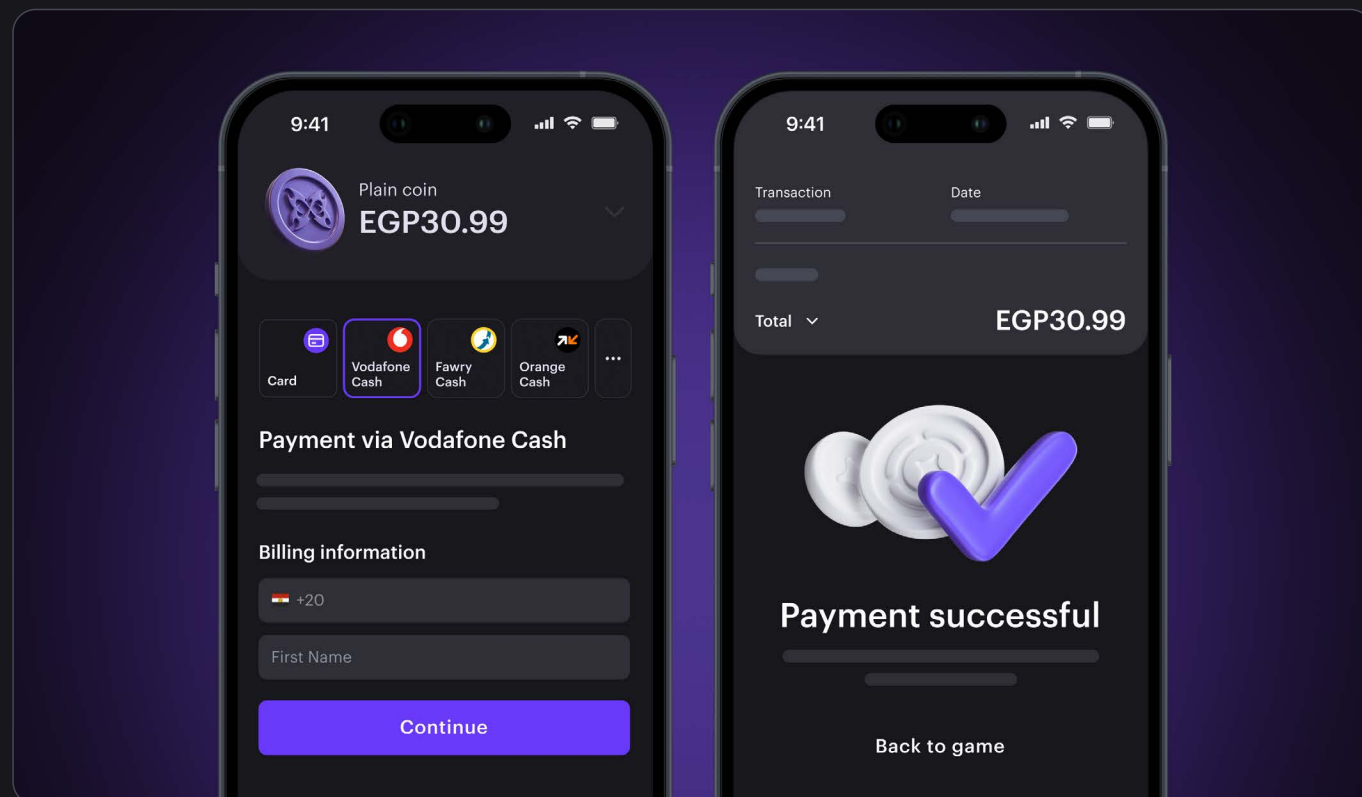 9:41
Plain coin
EGP30.99
Card
Vodafone
Cash
Fawry
Cash
Orange
Cash
...
Payment via Vodafone Cash
Billing information
+20
First Name
Continue
9:41
Transaction
Date
Total
EGP30.99
Payment successful
Back to game